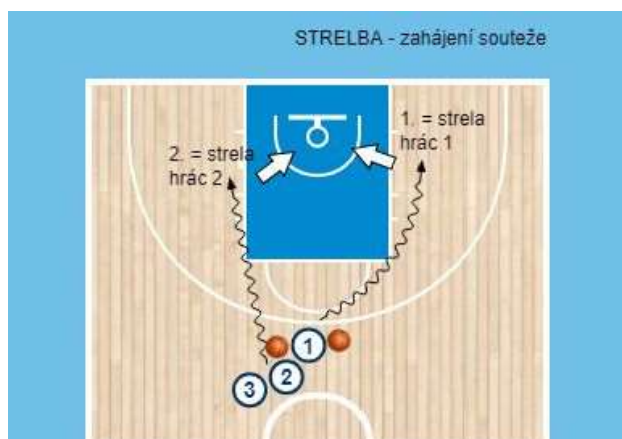 STRELBA - zahájení souteže
1. = strela
hrác 1
2. = strela
hrác 2
1
2
3